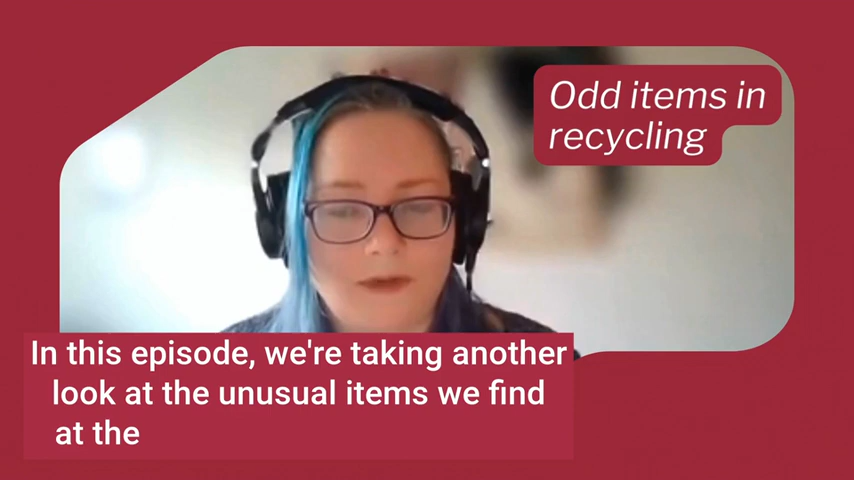 Odd items in
recycling
In this episode, we're taking another
look at the unusual items we find
at the